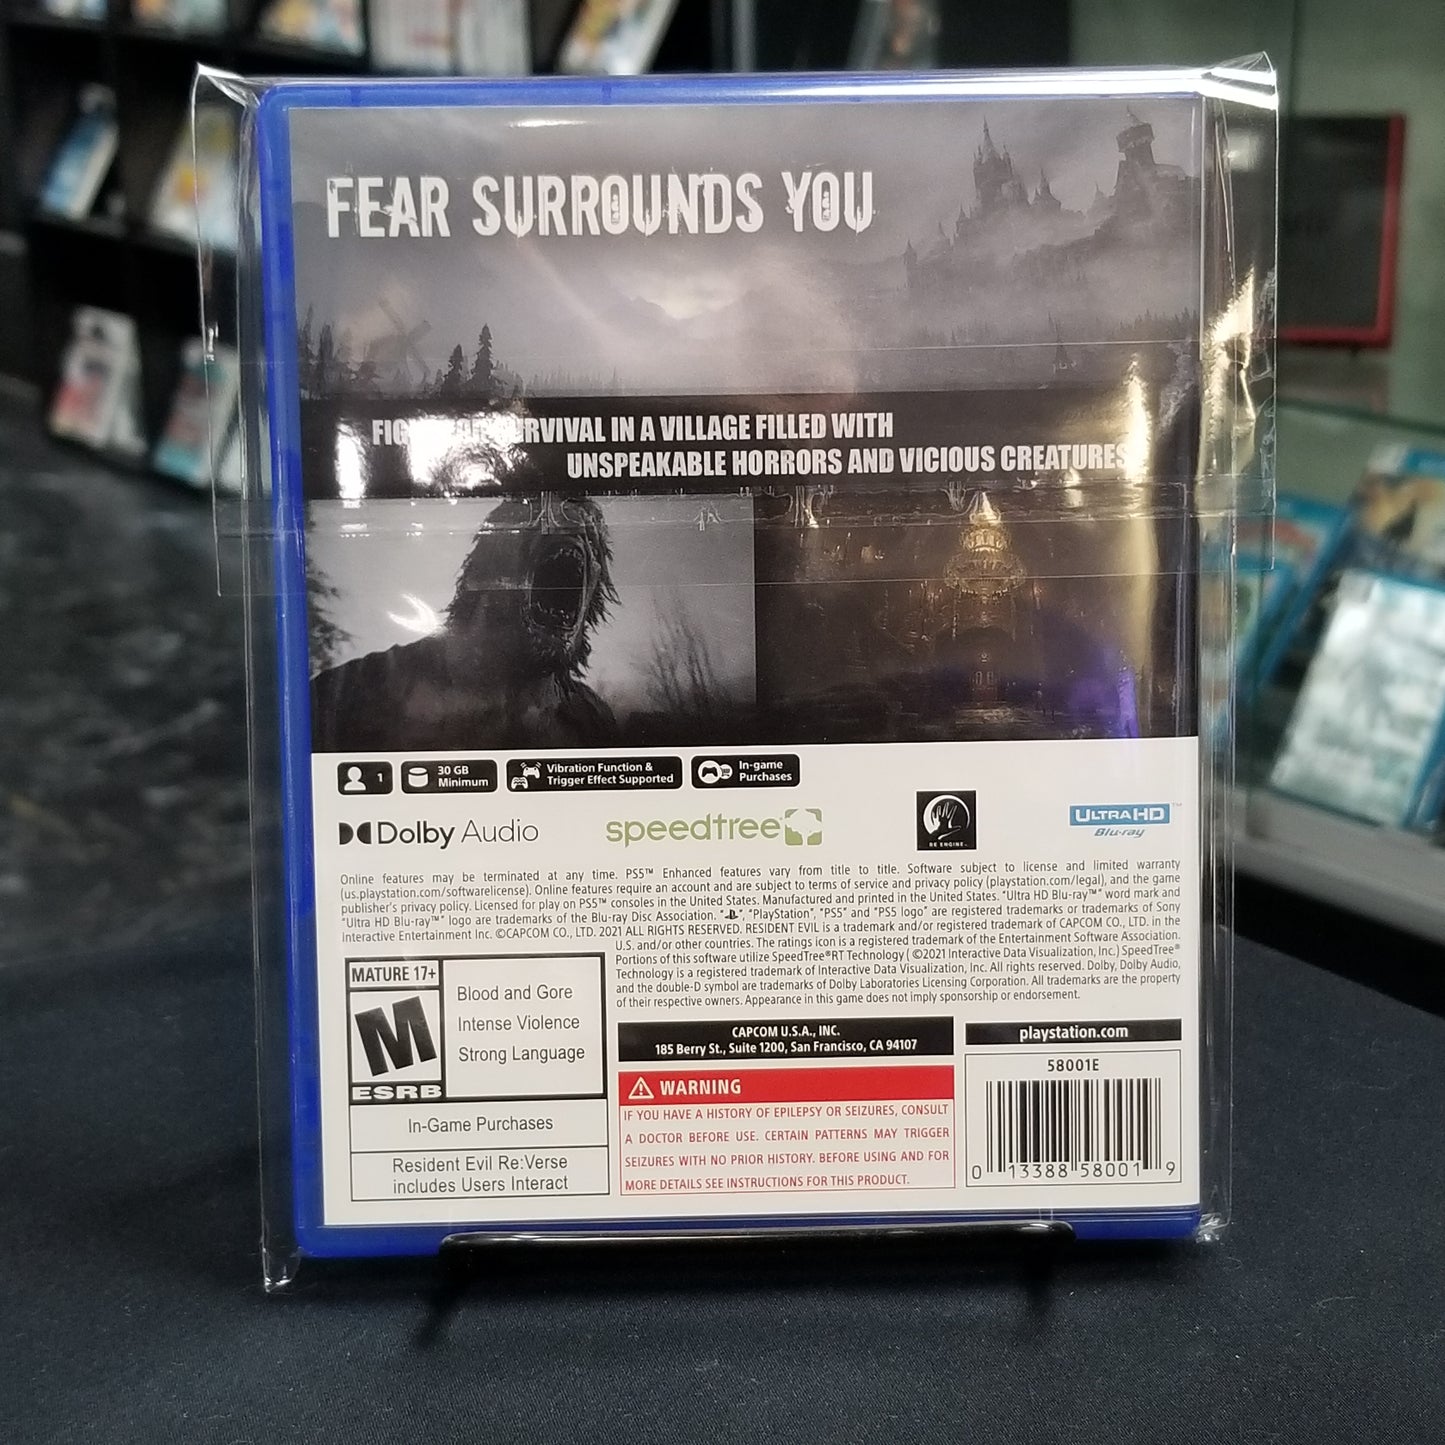 FEAR SURROUNDS YOU
SURVIVAL IN A VILLAGE FILLED WITH
UNSPEAKABLE HORRORS AND VICIOUS CREATURES
1
30 GB
Minimum
Vibration Function &
Trigger Effect Supported
In-game
Purchases
Dolby Audio
speedtree
RE ENGINE
ULTRA HD
Blu-ray
Online features may be terminated at any time. PS5™ Enhanced features vary from title to title. Software subject to license and limited warranty
(us.playstation.com/softwarelicense). Online features require an account and are subject to terms of service and privacy policy (playstation.com/legal), and the game
publisher's privacy policy. Licensed for play on PS5™ consoles in the United States. Manufactured and printed in the United States. "Ultra HD Blu-ray™" word mark and
"Ultra HD Blu-ray™" logo are trademarks of the Blu-ray Disc Association. "", "PlayStation", "PS5" and "PS5 logo" are registered trademarks or trademarks of Sony
Interactive Entertainment Inc. ©CAPCOM CO., LTD. 2021 ALL RIGHTS RESERVED. RESIDENT EVIL is a trademark and/or registered trademark of CAPCOM CO., LTD. in the
U.S. and/or other countries. The ratings icon is a registered trademark of the Entertainment Software Association.
Portions of this software utilize SpeedTree®RT Technology ( ©2021 Interactive Data Visualization, Inc.) SpeedTree®
Technology is a registered trademark of Interactive Data Visualization, Inc. All rights reserved. Dolby, Dolby Audio,
and the double-D symbol are trademarks of Dolby Laboratories Licensing Corporation. All trademarks are the property
of their respective owners. Appearance in this game does not imply sponsorship or endorsement.
MATURE 17+
M
ESRB
Blood and Gore
Intense Violence
Strong Language
In-Game Purchases
Resident Evil Re:Verse
includes Users Interact
CAPCOM U.S.A., INC.
185 Berry St., Suite 1200, San Francisco, CA 94107
WARNING
IF YOU HAVE A HISTORY OF EPILEPSY OR SEIZURES, CONSULT
A DOCTOR BEFORE USE. CERTAIN PATTERNS MAY TRIGGER
SEIZURES WITH NO PRIOR HISTORY. BEFORE USING AND FOR
MORE DETAILS SEE INSTRUCTIONS FOR THIS PRODUCT.
playstation.com
58001E
0 13388 58001 9